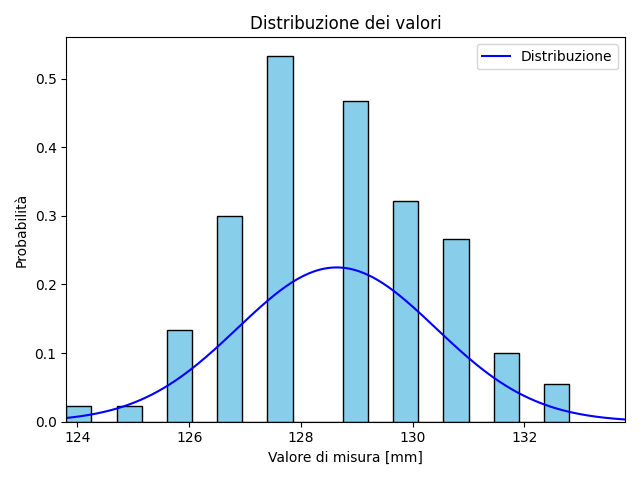 Distribuzione dei valori
Distribuzione
Probabilità
0.5
0.4
0.3
0.2
0.1
0.0
124 126 128 130 132
Valore di misura [mm]